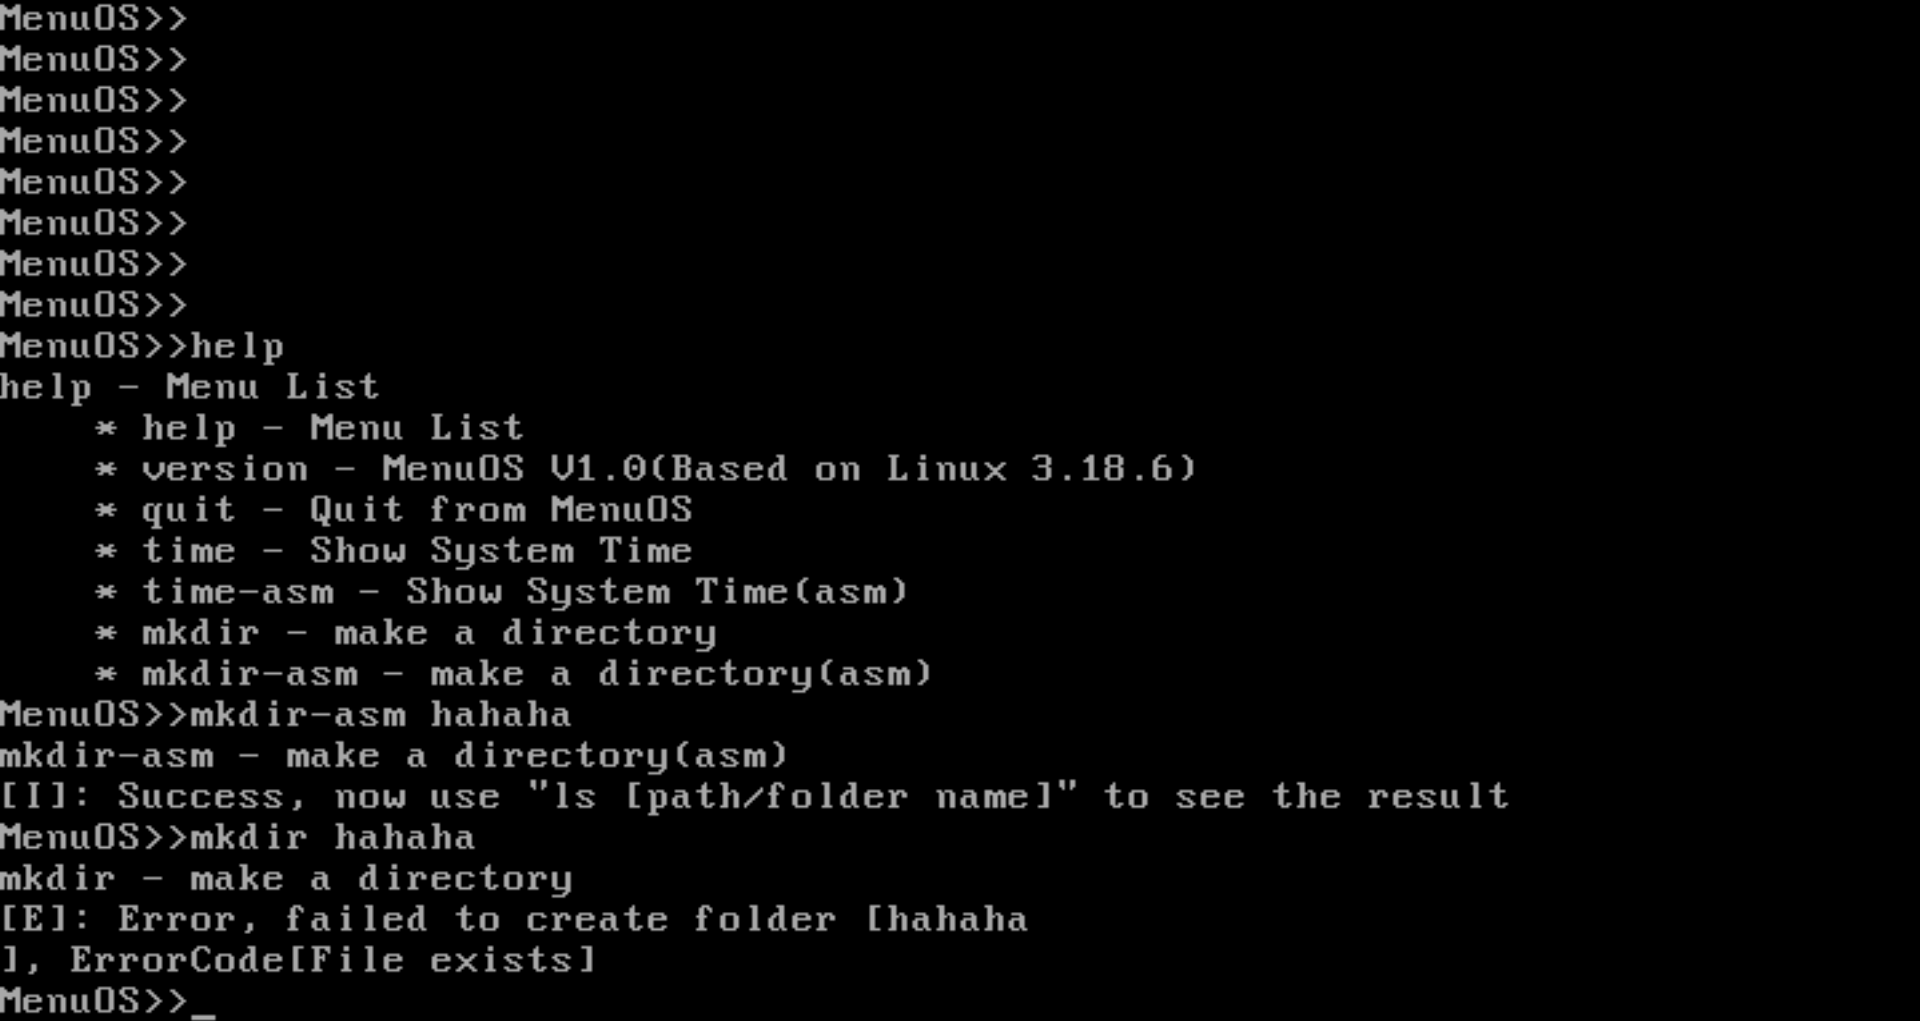 MenuOS>>
MenuOS>>
MenuOS>>
MenuOS>>
MenuOS>>
MenuOS>>
MenuOS>>
MenuOS>>
MenuOS>>help
help - Menu List
     * help - Menu List
     * version - MenuOS V1.0(Based on Linux 3.18.6)
     * quit - Quit from MenuOS
     * time - Show System Time
     * time-asm - Show System Time(asm)
     * mkdir - make a directory
     * mkdir-asm - make a directory(asm)
MenuOS>>mkdir-asm hahaha
mkdir-asm - make a directory(asm)
[I]: Success, now use "ls [path/folder name]" to see the result
MenuOS>>mkdir hahaha
mkdir - make a directory
[E]: Error, failed to create folder [hahaha
], ErrorCode[File exists]
MenuOS>>_